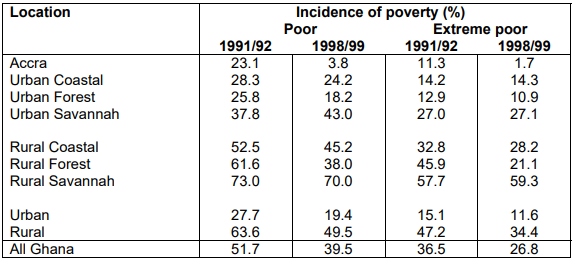 Location Incidence of poverty (%)
Poor Extreme poor
1991/92 1998/99 1991/92 1998/99
Accra 23.1 3.8 11.3 1.7
Urban Coastal 28.3 24.2 14.2 14.3
Urban Forest 25.8 18.2 12.9 10.9
Urban Savannah 37.8 43.0 27.0 27.1
Rural Coastal 52.5 45.2 32.8 28.2
Rural Forest 61.6 38.0 45.9 21.1
Rural Savannah 73.0 70.0 57.7 59.3
Urban 27.7 19.4 15.1 11.6
Rural 63.6 49.5 47.2 34.4
All Ghana 51.7 39.5 36.5 26.8